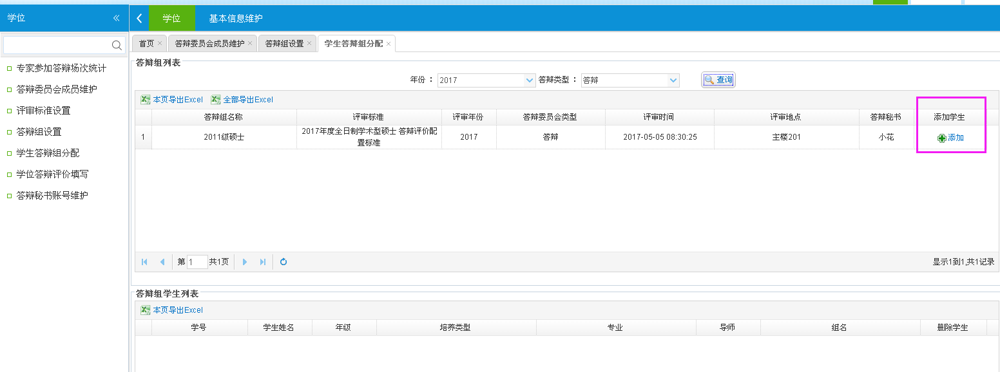 学位 « 学位 基本信息维护
首页 × 答辩委员会成员维护 × 答辩组设置 × 学生答辩组分配 ×
专家参加答辩场次统计
答辩委员会成员维护
评审标准设置
答辩组设置
学生答辩组分配
学位答辩评价填写
答辩秘书账号维护
答辩组列表
年份： 2017 答辩类型： 答辩 查询
本页导出Excel 全部导出Excel
答辩组名称 评审标准 评审年份 答辩委员会类型 评审时间 评审地点 答辩秘书 添加学生
1 2011级硕士 2017年度全日制学术型硕士 答辩评价配 2017 答辩 2017-05-05 08:30:25 主楼201 小花 添加
置标准
第 1 共1页 显示1到1,共1记录
答辩组学生列表
本页导出Excel
学号 学生姓名 年级 培养类型 专业 导师 组名 删除学生